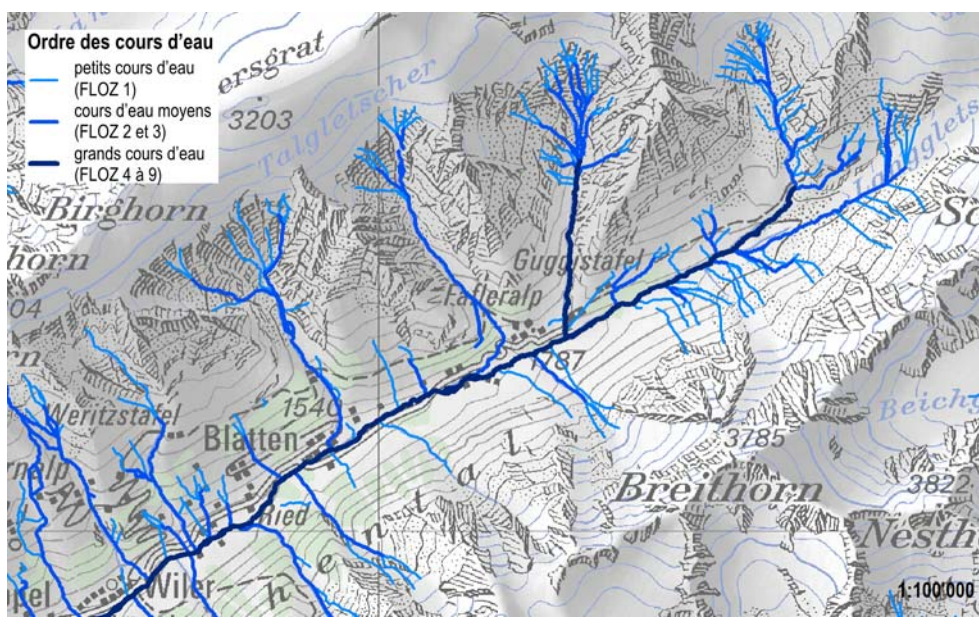 Ordre des cours d'eau
petits cours d'eau
(FLOZ 1)
cours d'eau moyens
(FLOZ 2 et 3)
grands cours d'eau
(FLOZ 4 à 9)
ersgrat
3203
Talgletscher
Birghorn
horn
04
Guggistafel
Fafleralp
Weritzstafel
1540
Blatten
787
3785
Breithorn
3822
Nesth
Beich
Ried
Wiler
h e n t a l
1:100'000